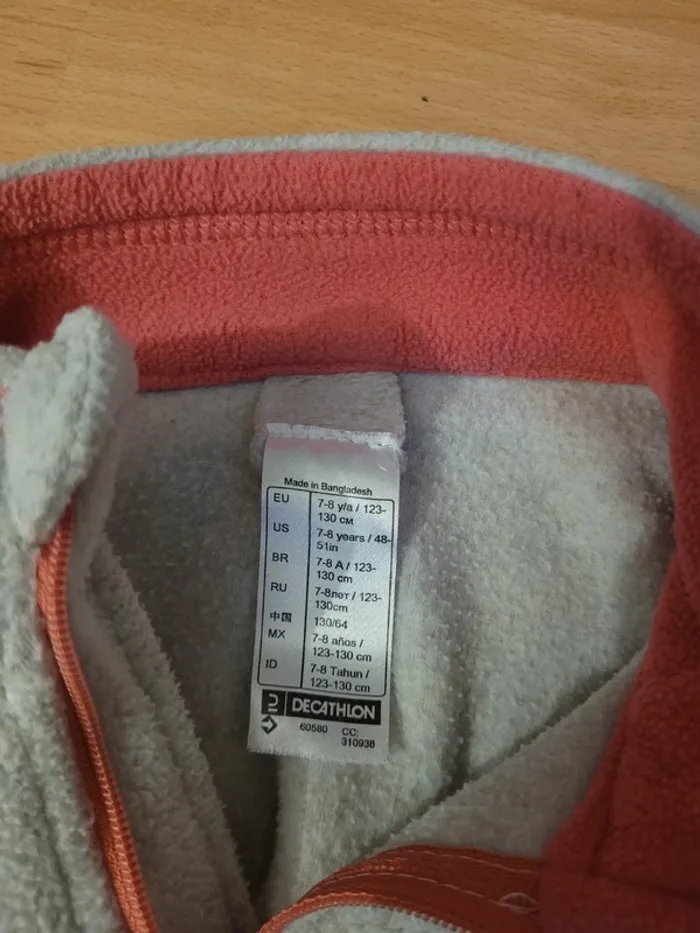 Made in Bangladesh
EU 7-8 y/a / 123-
130 см
US 7-8 years / 48-
51in
BR 7-8 A / 123-
130 cm
RU 7-8лет / 123-
130cm
中国 130/64
MX 7-8 años /
123-130 cm
ID 7-8 Tahun /
123-130 cm
DECATHLON
60580 CC:
310938